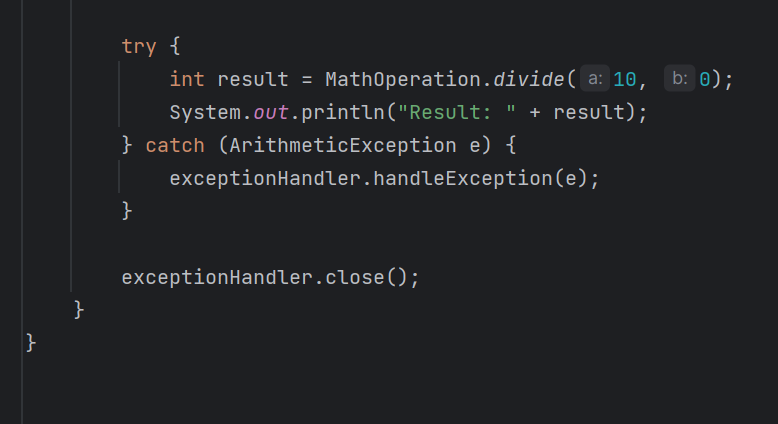 try {
int result = MathOperation.divide( a: 10, b: 0);
System.out.println("Result: " + result);
} catch (ArithmeticException e) {
exceptionHandler.handleException(e);
}
exceptionHandler.close();
}
}